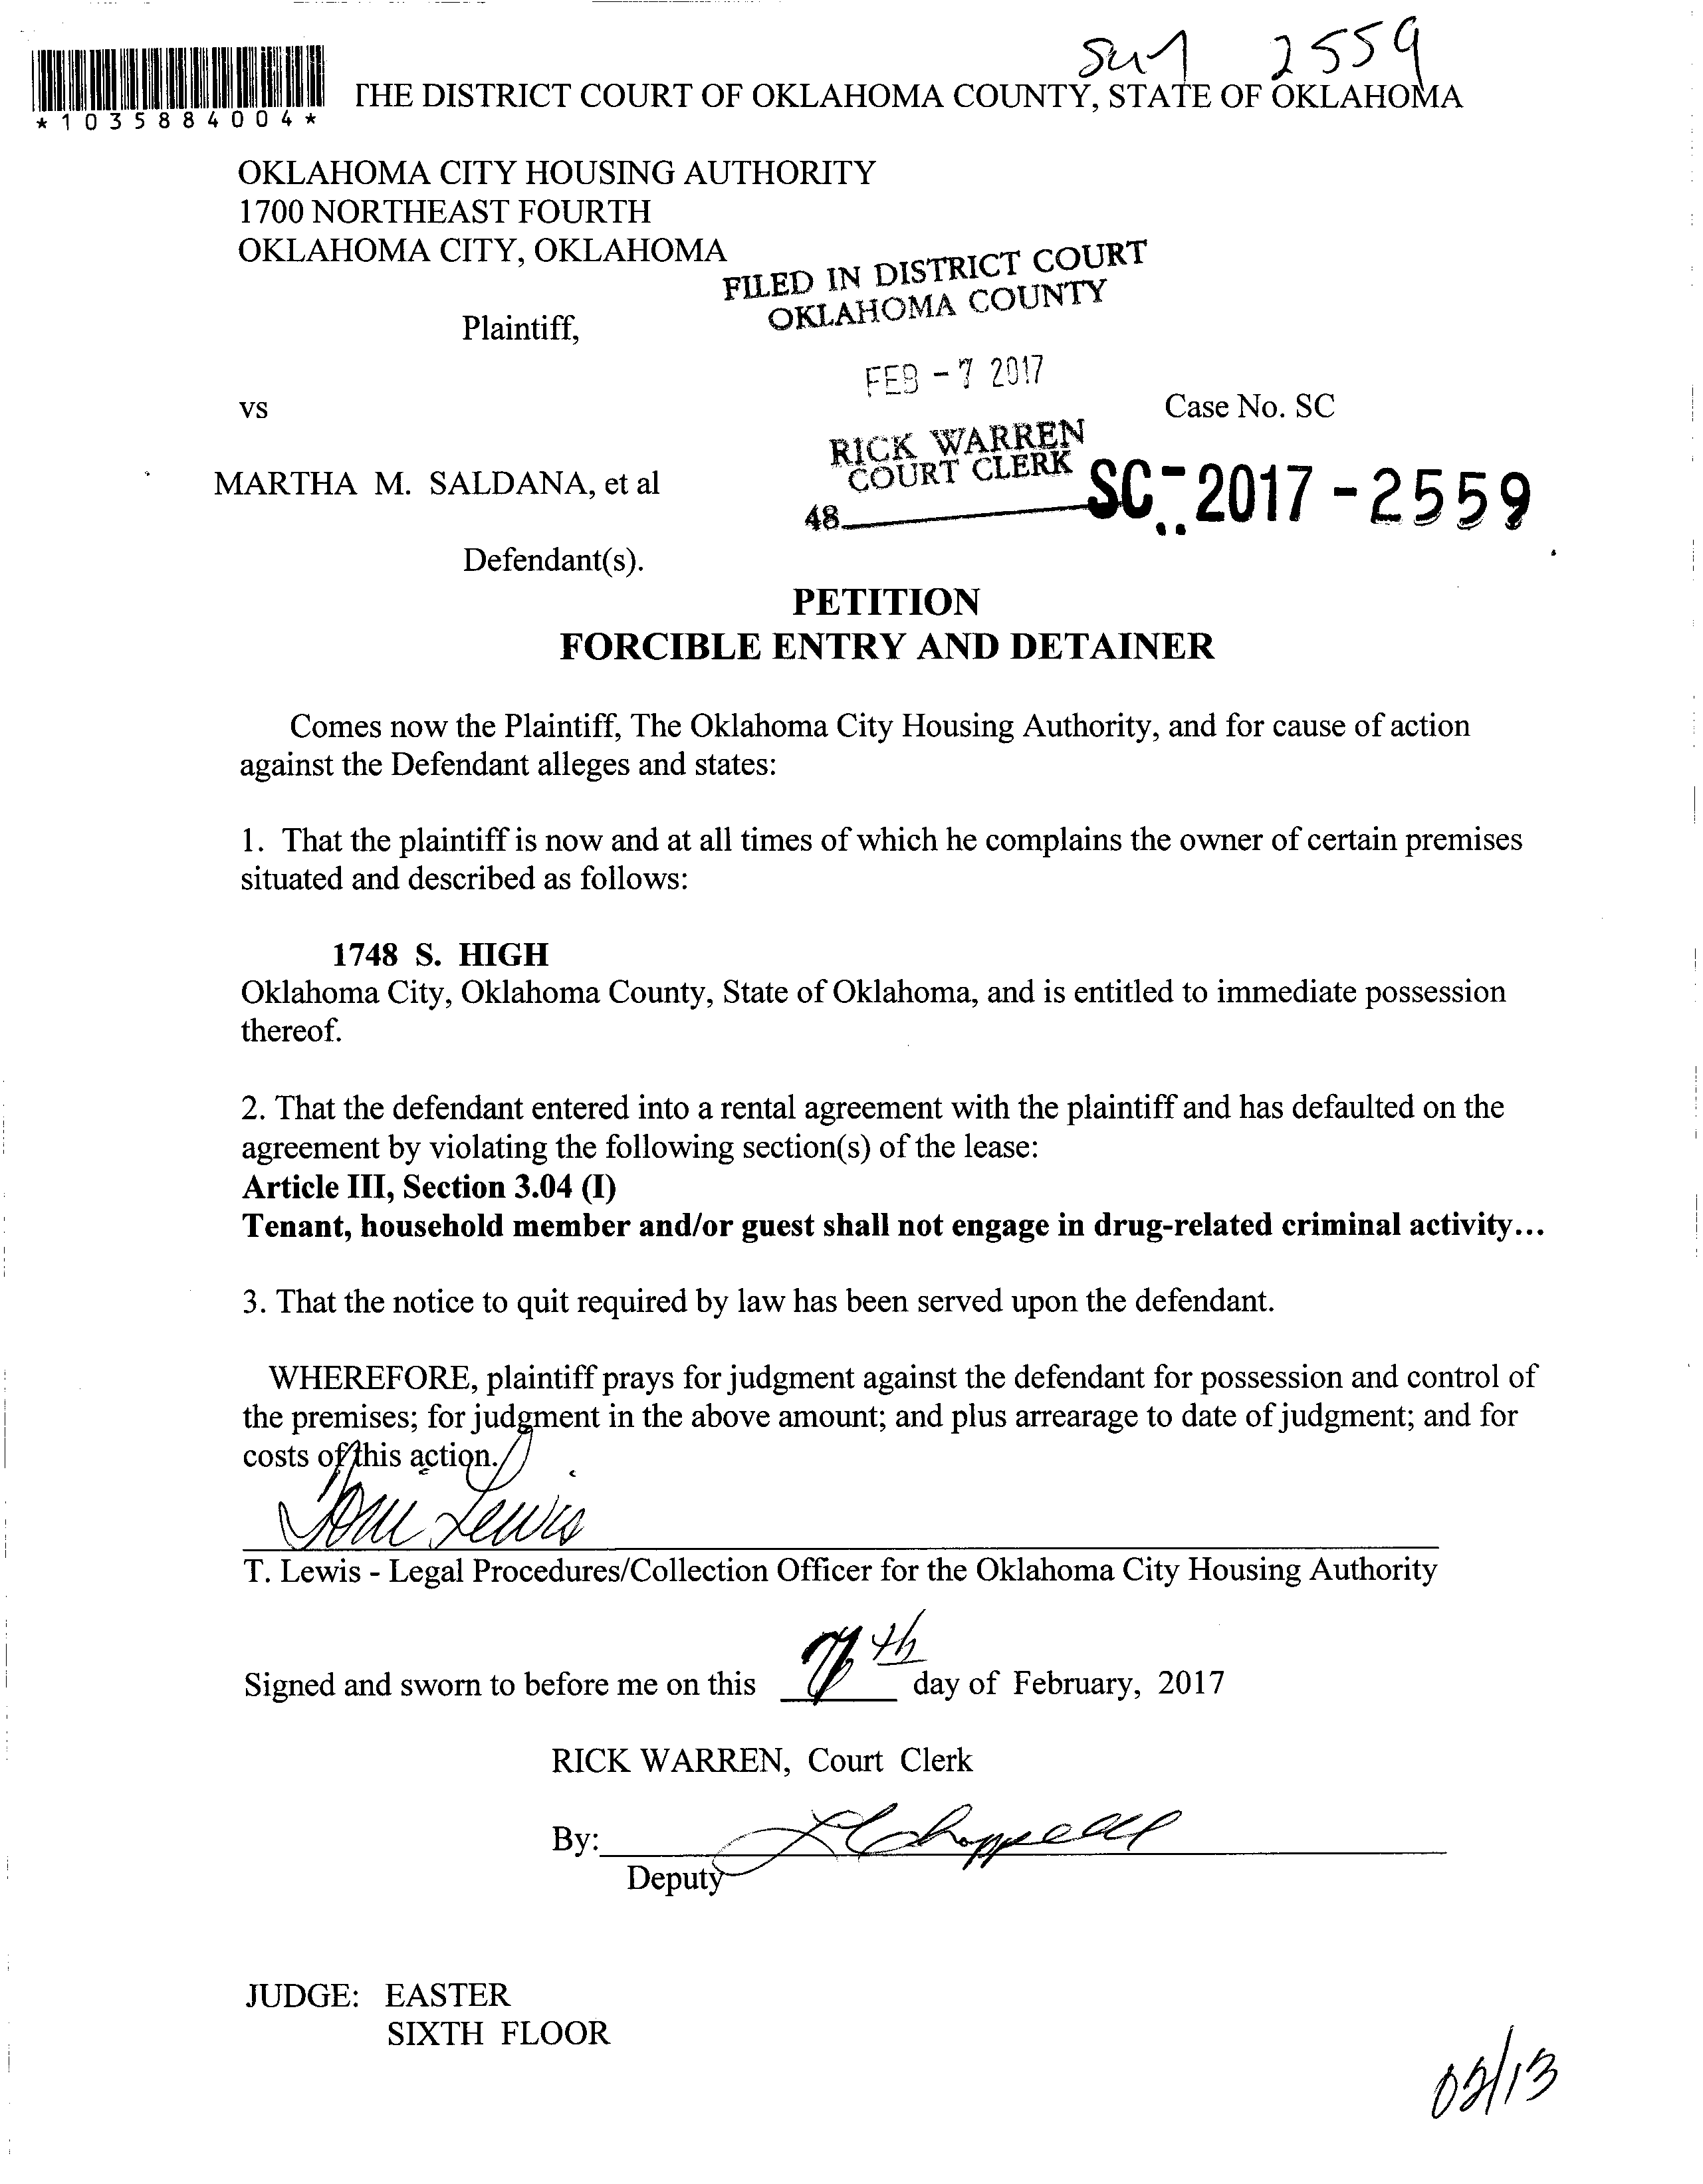 2559
*1035884004*
THE DISTRICT COURT OF OKLAHOMA COUNTY, STATE OF OKLAHOMA
OKLAHOMA CITY HOUSING AUTHORITY
1700 NORTHEAST FOURTH
OKLAHOMA CITY, OKLAHOMA
FILED IN DISTRICT COURT
OKLAHOMA COUNTY
Plaintiff,
FEB - 7 2017
vs
Case No. SC
RICK WARREN
COURT CLERK
MARTHA M. SALDANA, et al
SC-2017-2559
48
Defendant(s).
PETITION
FORCIBLE ENTRY AND DETAINER
Comes now the Plaintiff, The Oklahoma City Housing Authority, and for cause of action
against the Defendant alleges and states:
1. That the plaintiff is now and at all times of which he complains the owner of certain premises
situated and described as follows:
1748 S. HIGH
Oklahoma City, Oklahoma County, State of Oklahoma, and is entitled to immediate possession
thereof.
2. That the defendant entered into a rental agreement with the plaintiff and has defaulted on the
agreement by violating the following section(s) of the lease:
Article III, Section 3.04 (I)
Tenant, household member and/or guest shall not engage in drug-related criminal activity...
3. That the notice to quit required by law has been served upon the defendant.
WHEREFORE, plaintiff prays for judgment against the defendant for possession and control of
the premises; for judgment in the above amount; and plus arrearage to date of judgment; and for
costs of this action.
Tom Lewis
T. Lewis - Legal Procedures/Collection Officer for the Oklahoma City Housing Authority
Signed and sworn to before me on this 7th day of February, 2017
RICK WARREN, Court Clerk
By:
Deputy
JUDGE: EASTER
SIXTH FLOOR
02/13